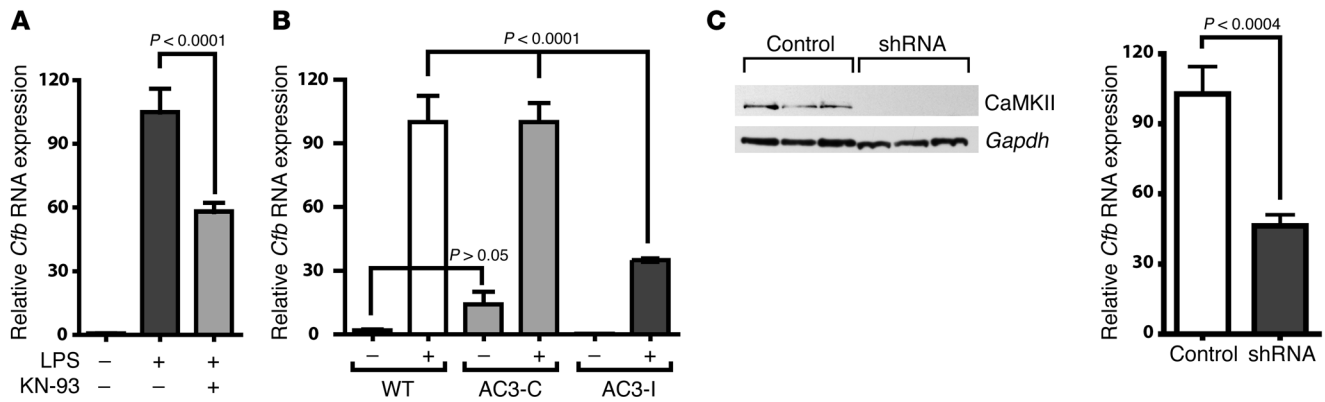 A
Relative Cfb RNA expression
P < 0.0001
120
90
60
30
0
LPS – + +
KN-93 – – +
B
Relative Cfb RNA expression
P < 0.0001
120
90
60
30
0
P > 0.05
– + – + – +
WT AC3-C AC3-I
C
Control shRNA
CaMKII
Gapdh
Relative Cfb RNA expression
P < 0.0004
120
90
60
30
0
Control shRNA